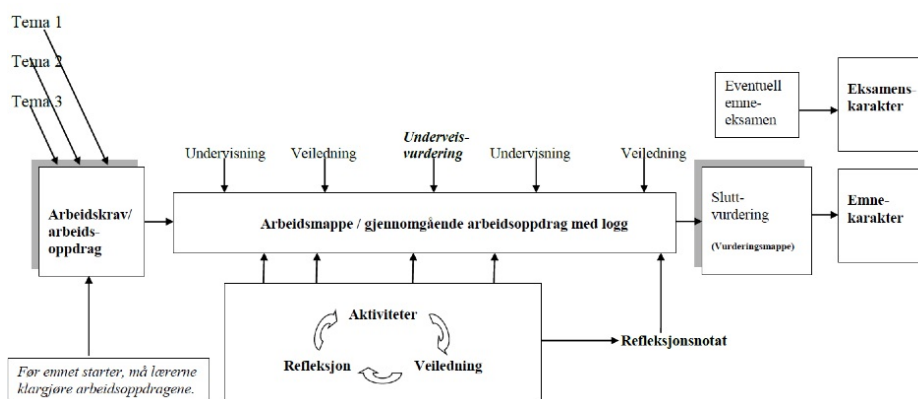 Tema 1
Tema 2
Tema 3
Eventuell
emne-
eksamen
Eksamens-
karakter
Undervisning
Veiledning
Underveis-
vurdering
Undervisning
Veiledning
Arbeidskrav/
arbeids-
oppdrag
Arbeidsmappe / gjennomgående arbeidsoppdrag med logg
Slutt-
vurdering
(Vurderingsmappe)
Emne-
karakter
Aktiviteter
Refleksjon
Veiledning
Refleksjonsnotat
Før emnet starter, må lærerne
klargjøre arbeidsoppdragene.